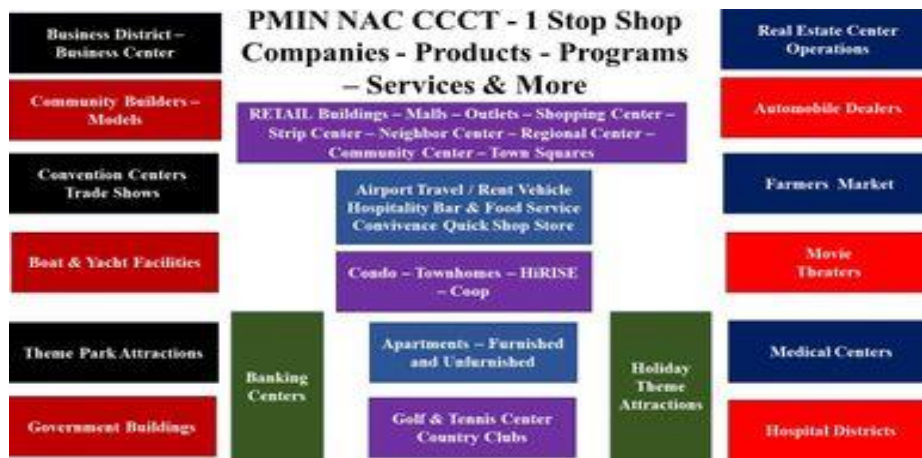 PMIN NAC CCCT - 1 Stop Shop
Companies - Products - Programs
– Services & More
Business District –
Business Center
Community Builders –
Models
Convention Centers
Trade Shows
Boat & Yacht Facilities
Theme Park Attractions
Government Buildings
RETAIL Buildings – Malls – Outlets – Shopping Center
– Strip Center – Neighbor Center – Regional Center –
Community Center – Town Squares
Airport Travel / Rent Vehicle
Hospitality Bar & Food Service
Convivence Quick Shop Store
Condo – Townhomes – HiRISE
– Coop
Banking
Centers
Apartments – Furnished
and Unfurnished
Golf & Tennis Center
Country Clubs
Holiday
Theme
Attractions
Real Estate Center
Operations
Automobile Dealers
Farmers Market
Movie
Theaters
Medical Centers
Hospital Districts